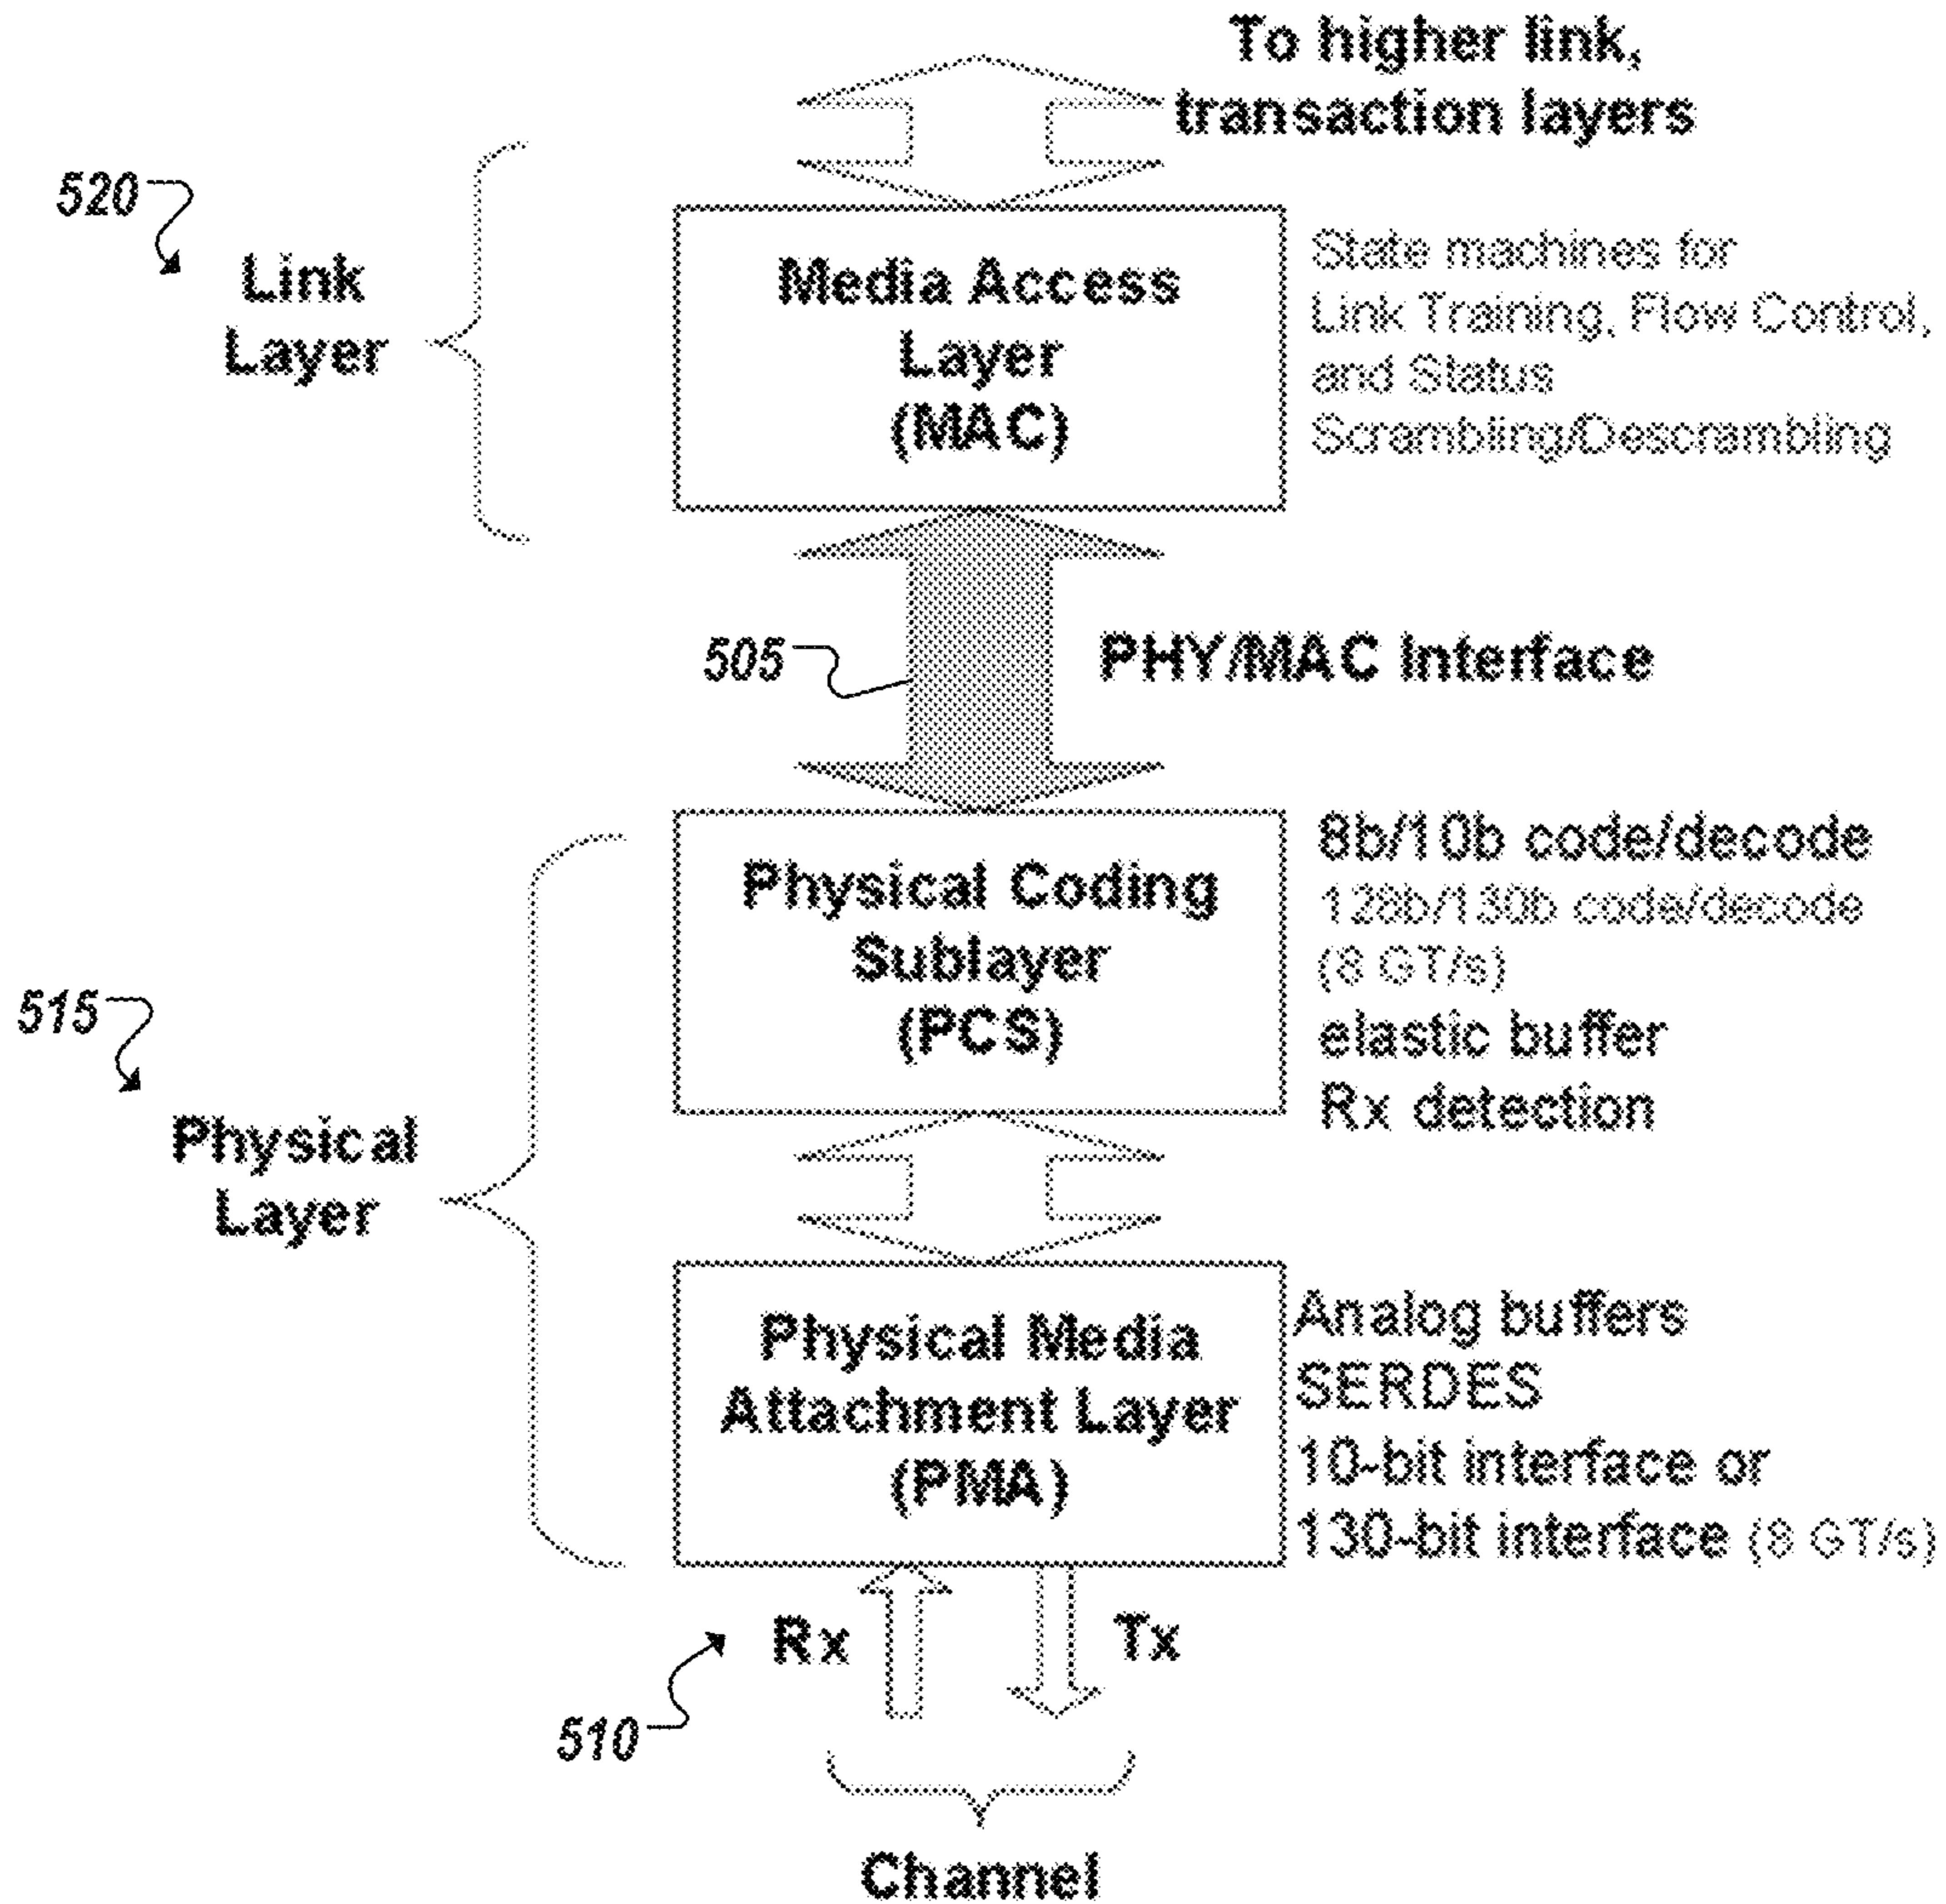 To higher link,
transaction layers
520
Link
Layer
Media Access
Layer
(MAC)
State machines for
Link Training, Flow Control,
and Status
Scrambling/Descrambling
505
PHY/MAC Interface
515
Physical
Layer
Physical Coding
Sublayer
(PCS)
8b/10b code/decode
128b/130b code/decode
(8 GT/s)
elastic buffer
Rx detection
Physical Media
Attachment Layer
(PMA)
Analog buffers
SERDES
10-bit interface or
130-bit interface (8 GT/s)
510
Rx
Tx
Channel